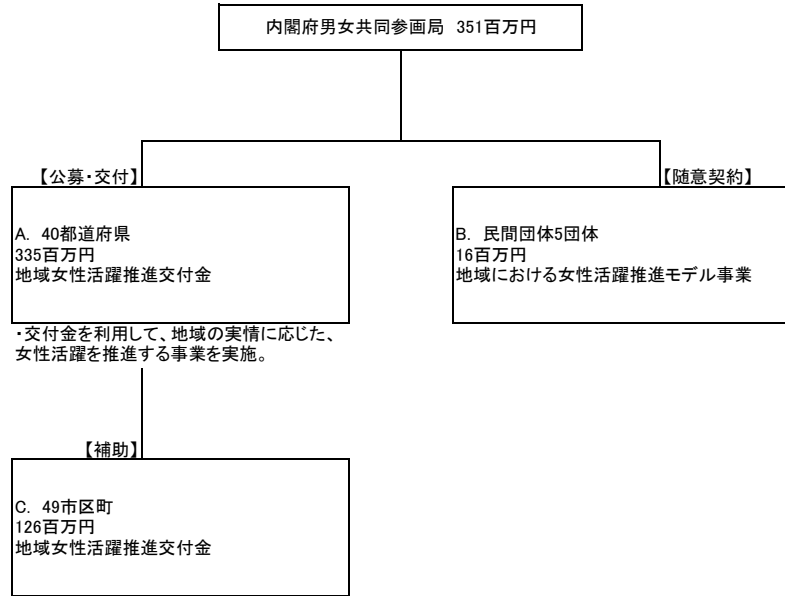 内閣府男女共同参画局 351百万円
【公募・交付】
【随意契約】
A. 40都道府県
335百万円
地域女性活躍推進交付金
B. 民間団体5団体
16百万円
地域における女性活躍推進モデル事業
・交付金を利用して、地域の実情に応じた、
女性活躍を推進する事業を実施。
【補助】
C. 49市区町
126百万円
地域女性活躍推進交付金